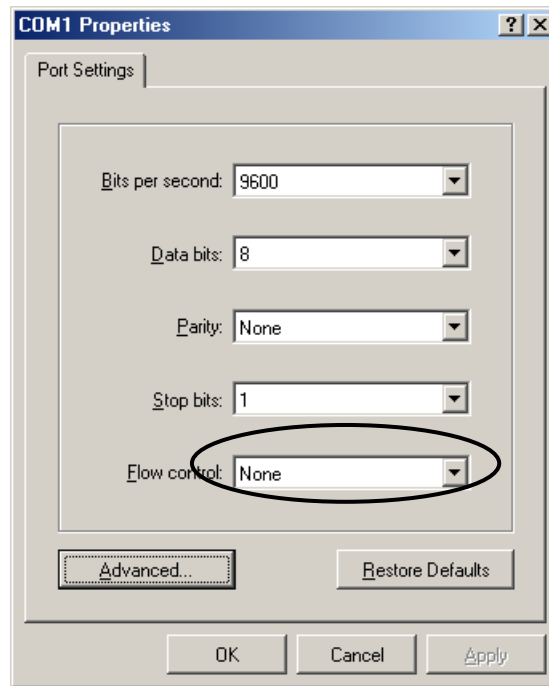 COM1 Properties
Port Settings
Bits per second: 9600
Data bits: 8
Parity: None
Stop bits: 1
Flow control: None
Advanced... Restore Defaults
OK Cancel Apply